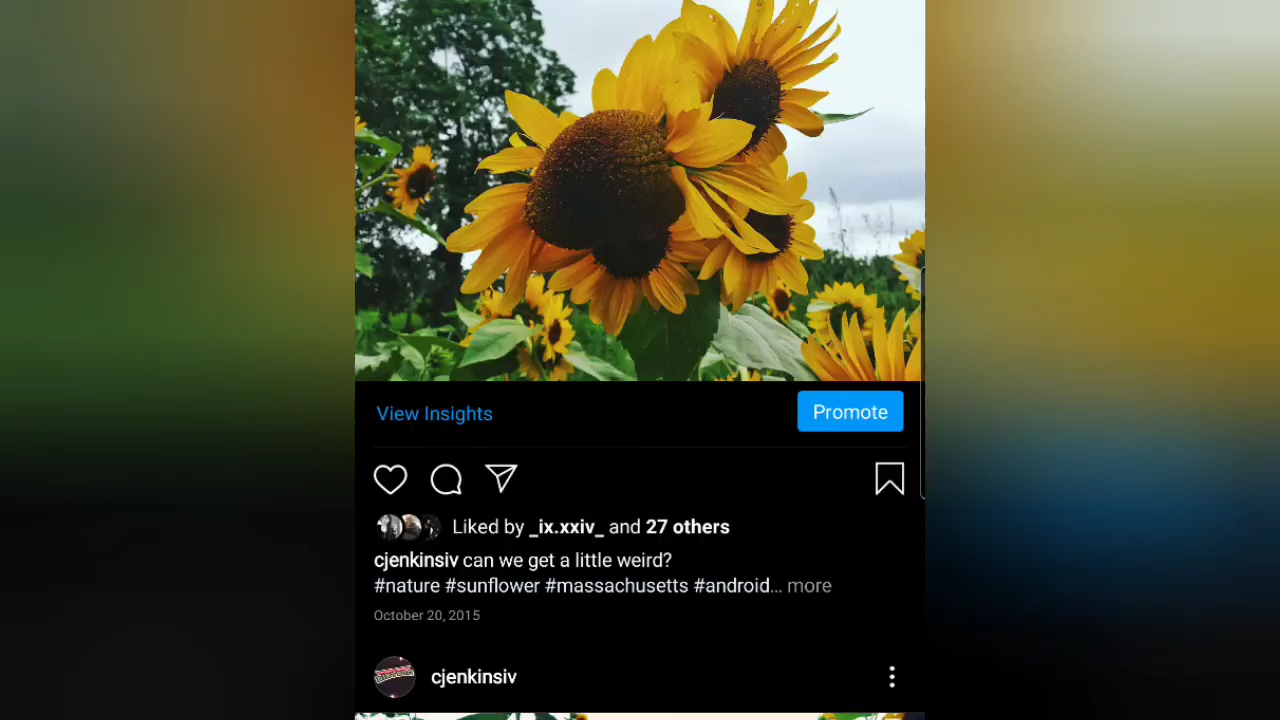 View Insights
Promote
Liked by _ix.xxiv_ and 27 others
cjenkinsiv can we get a little weird?
#nature #sunflower #massachusetts #android... more
October 20, 2015
cjenkinsiv